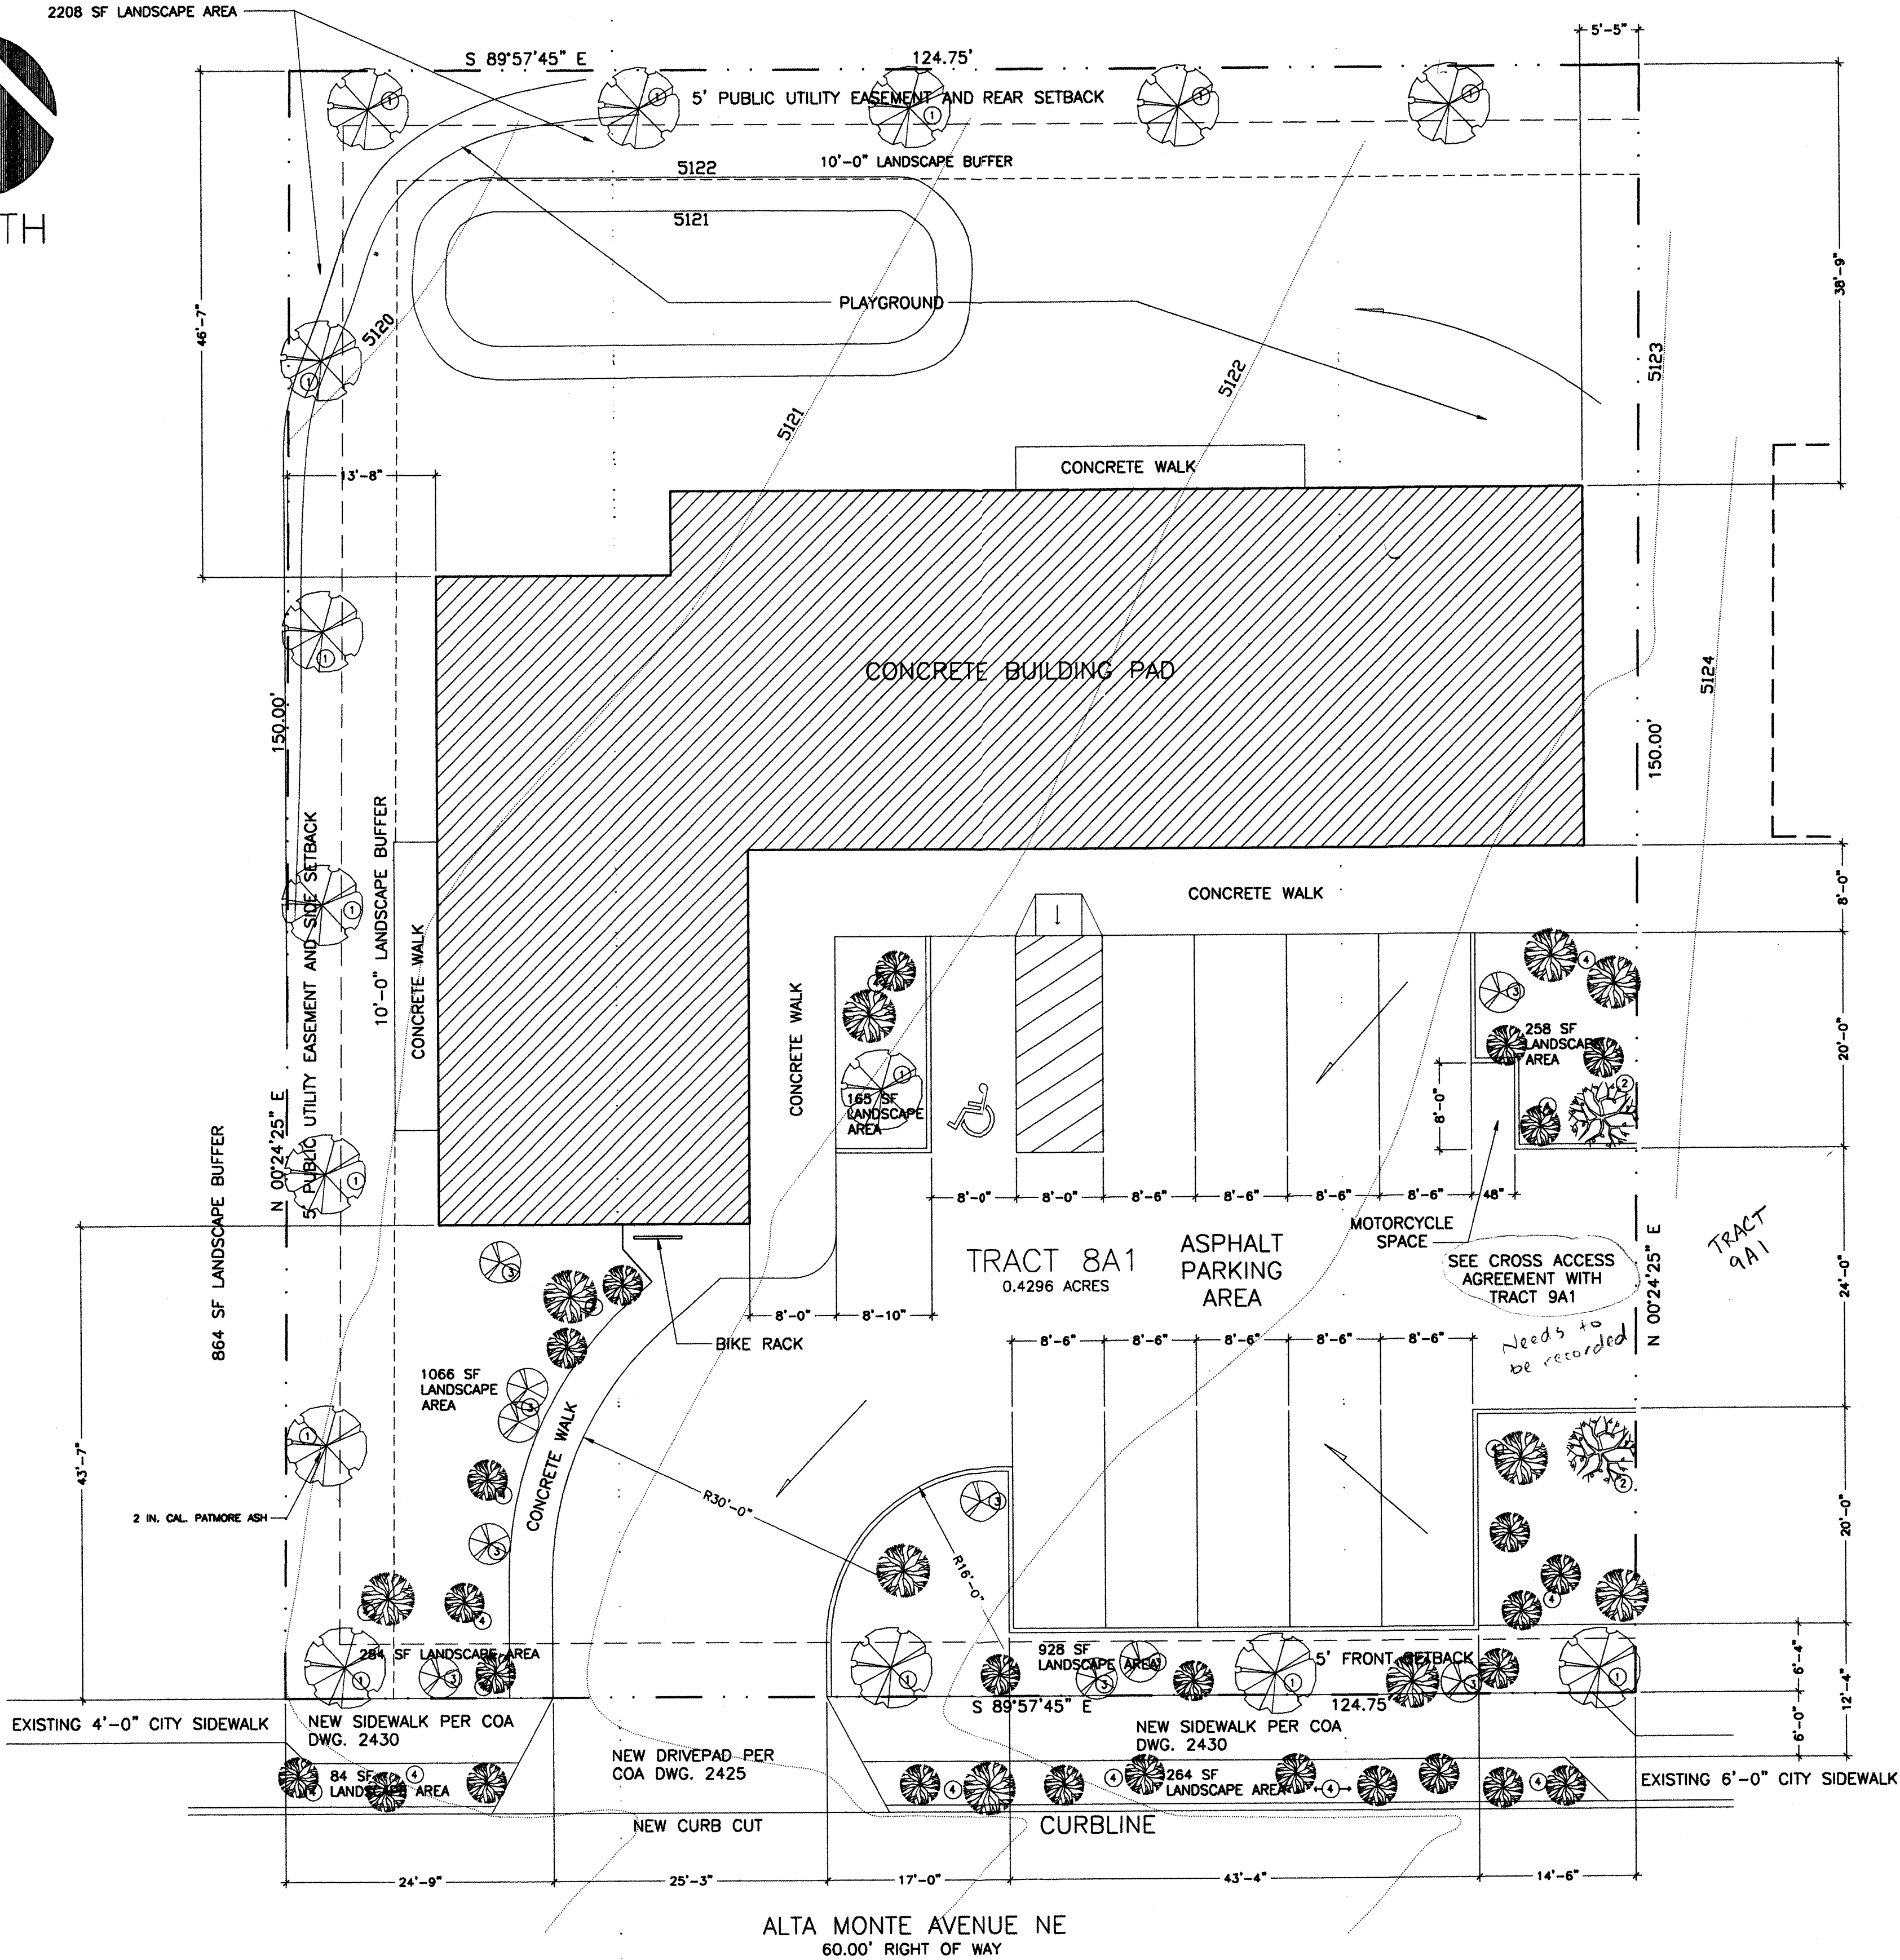 2208 SF LANDSCAPE AREA
5'-5"
S 89°57'45" E
124.75'
5' PUBLIC UTILITY EASEMENT AND REAR SETBACK
10'-0" LANDSCAPE BUFFER
TH
5122
5121
PLAYGROUND
38'-9"
46'-7"
5120
5121
5122
5123
5124
13'-8"
CONCRETE WALK
CONCRETE BUILDING PAD
150.00'
150.00'
5' PUBLIC UTILITY EASEMENT AND SIDE SETBACK
10'-0" LANDSCAPE BUFFER
CONCRETE WALK
CONCRETE WALK
8'-0"
CONCRETE WALK
258 SF
LANDSCAPE
AREA
20'-0"
165 SF
LANDSCAPE
AREA
8'-0"
N 00°24'25" E
864 SF LANDSCAPE BUFFER
8'-0"
8'-0"
8'-6"
8'-6"
8'-6"
8'-6"
48"
MOTORCYCLE
SPACE
TRACT 8A1
0.4296 ACRES
ASPHALT
PARKING
AREA
SEE CROSS ACCESS
AGREEMENT WITH
TRACT 9A1
Needs to
be recorded
TRACT
9A1
N 00°24'25" E
24'-0"
8'-0"
8'-10"
BIKE RACK
8'-6"
8'-6"
8'-6"
8'-6"
8'-6"
1066 SF
LANDSCAPE
AREA
CONCRETE WALK
43'-7"
R30'-0"
R16'-0"
2 IN. CAL. PATMORE ASH
20'-0"
284 SF LANDSCAPE AREA
928 SF
LANDSCAPE AREA
5' FRONT SETBACK
6'-4"
12'-4"
6'-0"
S 89°57'45" E
124.75
EXISTING 4'-0" CITY SIDEWALK
NEW SIDEWALK PER COA
DWG. 2430
NEW DRIVEPAD PER
COA DWG. 2425
NEW SIDEWALK PER COA
DWG. 2430
84 SF
LANDSCAPE AREA
264 SF
LANDSCAPE AREA
EXISTING 6'-0" CITY SIDEWALK
NEW CURB CUT
CURBLINE
24'-9"
25'-3"
17'-0"
43'-4"
14'-6"
ALTA MONTE AVENUE NE
60.00' RIGHT OF WAY